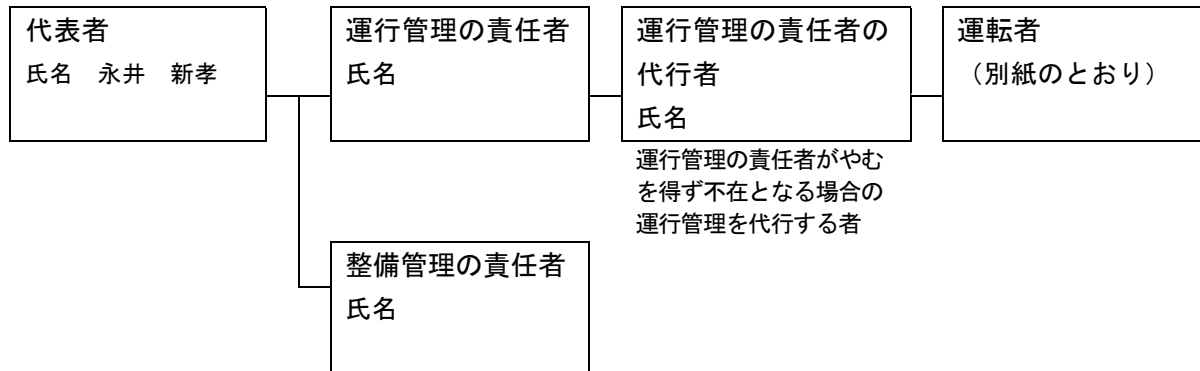 代表者
氏名　永井　新孝
運行管理の責任者
氏名
運行管理の責任者の
代行者
氏名
運転者
（別紙のとおり）
運行管理の責任者がやむ
を得ず不在となる場合の
運行管理を代行する者
整備管理の責任者
氏名